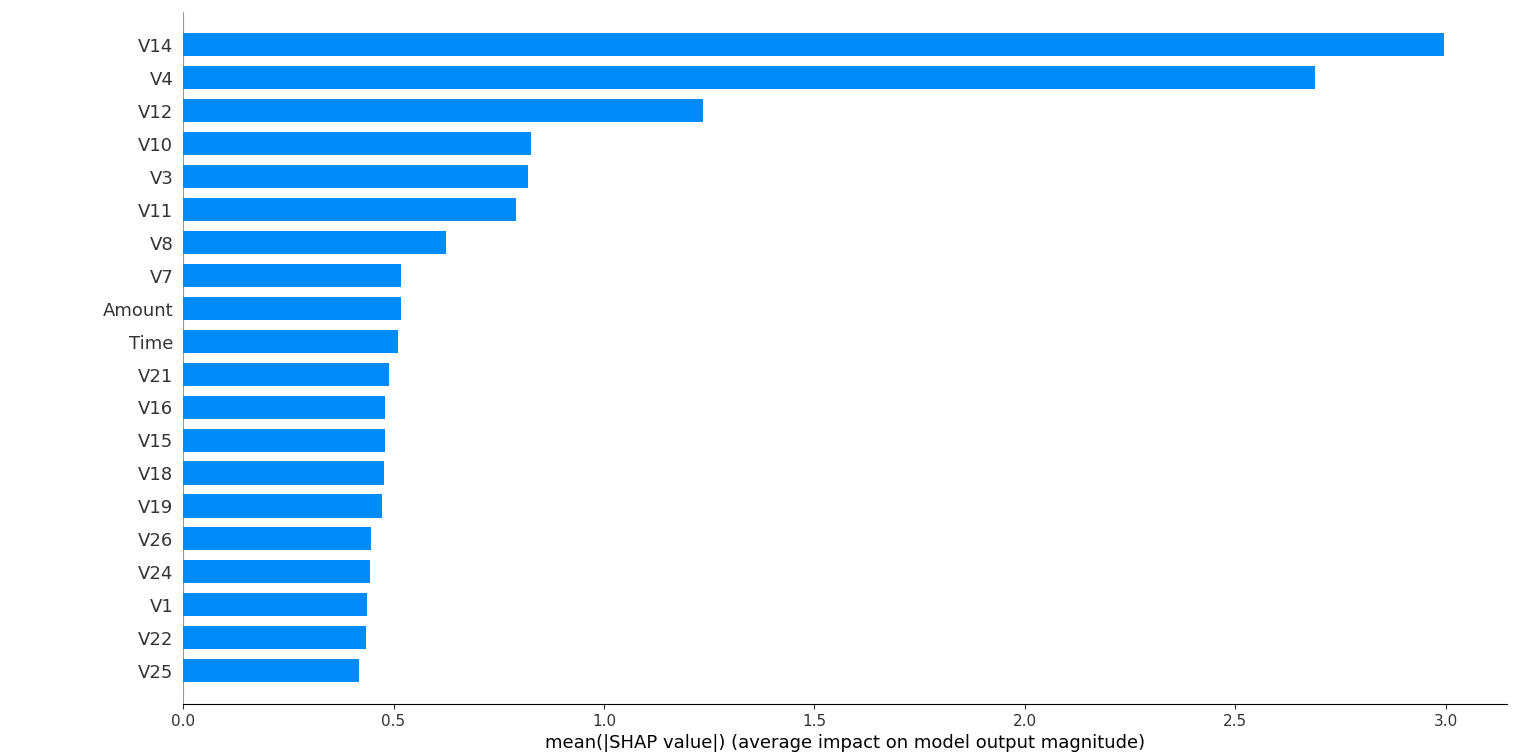 V14
V4
V12
V10
V3
V11
V8
V7
Amount
Time
V21
V16
V15
V18
V19
V26
V24
V1
V22
V25
0.0 0.5 1.0 1.5 2.0 2.5 3.0
mean(|SHAP value|) (average impact on model output magnitude)